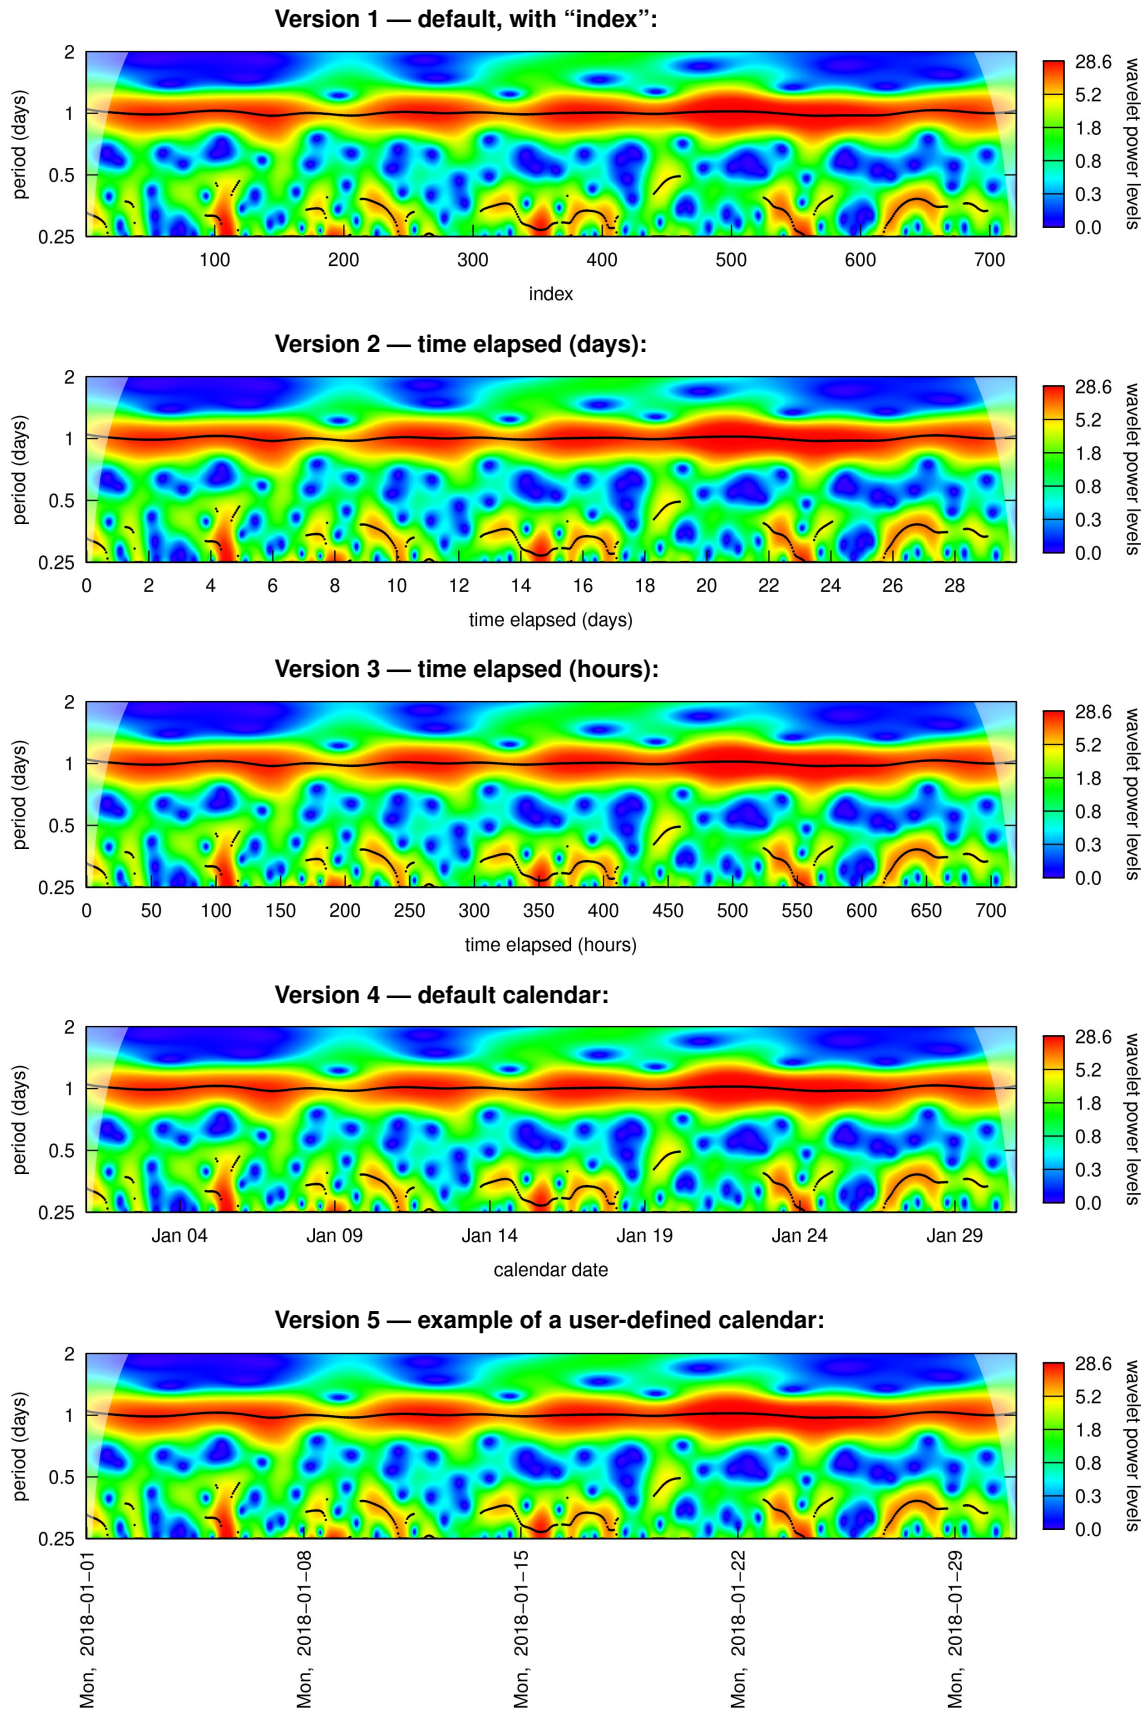 Version 1 — default, with “index”:
2
1
0.5
0.25
period (days)
100 200 300 400 500 600 700
index
28.6
5.2
1.8
0.8
0.3
0.0
wavelet power levels
Version 2 — time elapsed (days):
2
1
0.5
0.25
period (days)
0 2 4 6 8 10 12 14 16 18 20 22 24 26 28
time elapsed (days)
28.6
5.2
1.8
0.8
0.3
0.0
wavelet power levels
Version 3 — time elapsed (hours):
2
1
0.5
0.25
period (days)
0 50 100 150 200 250 300 350 400 450 500 550 600 650 700
time elapsed (hours)
28.6
5.2
1.8
0.8
0.3
0.0
wavelet power levels
Version 4 — default calendar:
2
1
0.5
0.25
period (days)
Jan 04 Jan 09 Jan 14 Jan 19 Jan 24 Jan 29
calendar date
28.6
5.2
1.8
0.8
0.3
0.0
wavelet power levels
Version 5 — example of a user-defined calendar:
2
1
0.5
0.25
period (days)
Mon, 2018−01−01
Mon, 2018−01−08
Mon, 2018−01−15
Mon, 2018−01−22
Mon, 2018−01−29
28.6
5.2
1.8
0.8
0.3
0.0
wavelet power levels